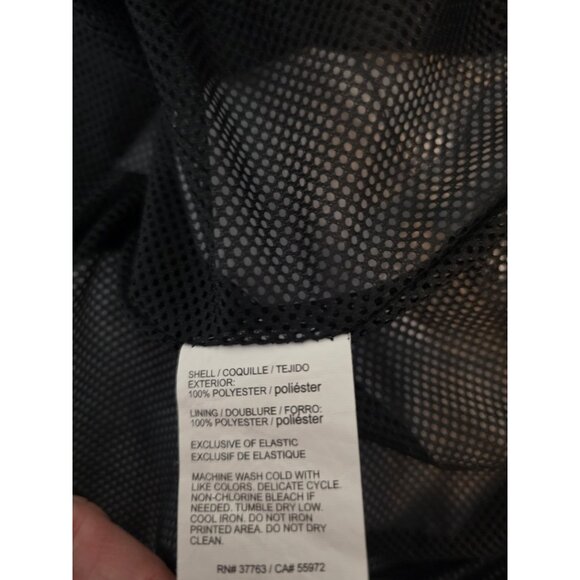 SHELL / COQUILLE / TEJIDO
EXTERIOR:
100% POLYESTER / poliéster
LINING / DOUBLURE / FORRO:
100% POLYESTER / poliéster
EXCLUSIVE OF ELASTIC
EXCLUSIF DE ELASTIQUE
MACHINE WASH COLD WITH
LIKE COLORS. DELICATE CYCLE.
NON-CHLORINE BLEACH IF
NEEDED. TUMBLE DRY LOW.
COOL IRON. DO NOT IRON
PRINTED AREA. DO NOT DRY
CLEAN.
RN# 37763 / CA# 55972